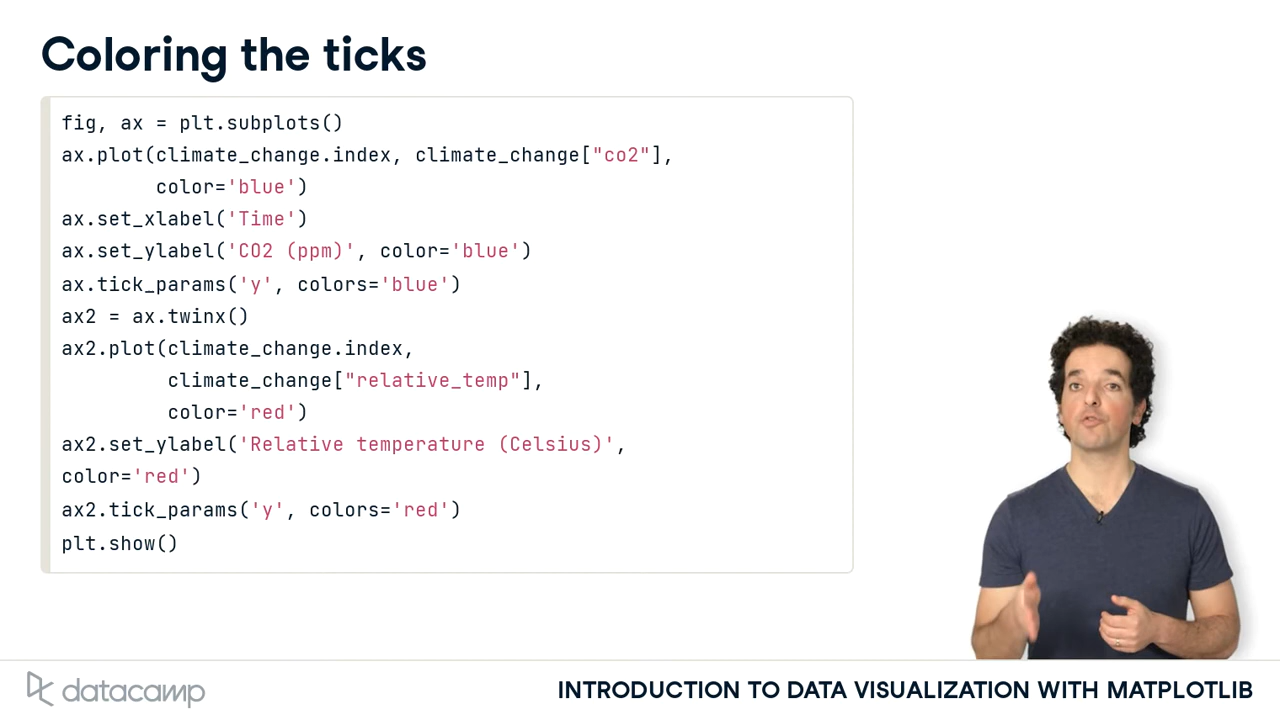 Coloring the ticks
fig, ax = plt.subplots()
ax.plot(climate_change.index, climate_change["co2"],
        color='blue')
ax.set_xlabel('Time')
ax.set_ylabel('CO2 (ppm)', color='blue')
ax.tick_params('y', colors='blue')
ax2 = ax.twinx()
ax2.plot(climate_change.index,
         climate_change["relative_temp"],
         color='red')
ax2.set_ylabel('Relative temperature (Celsius)',
color='red')
ax2.tick_params('y', colors='red')
plt.show()
datacamp
INTRODUCTION TO DATA VISUALIZATION WITH MATPLOTLIB